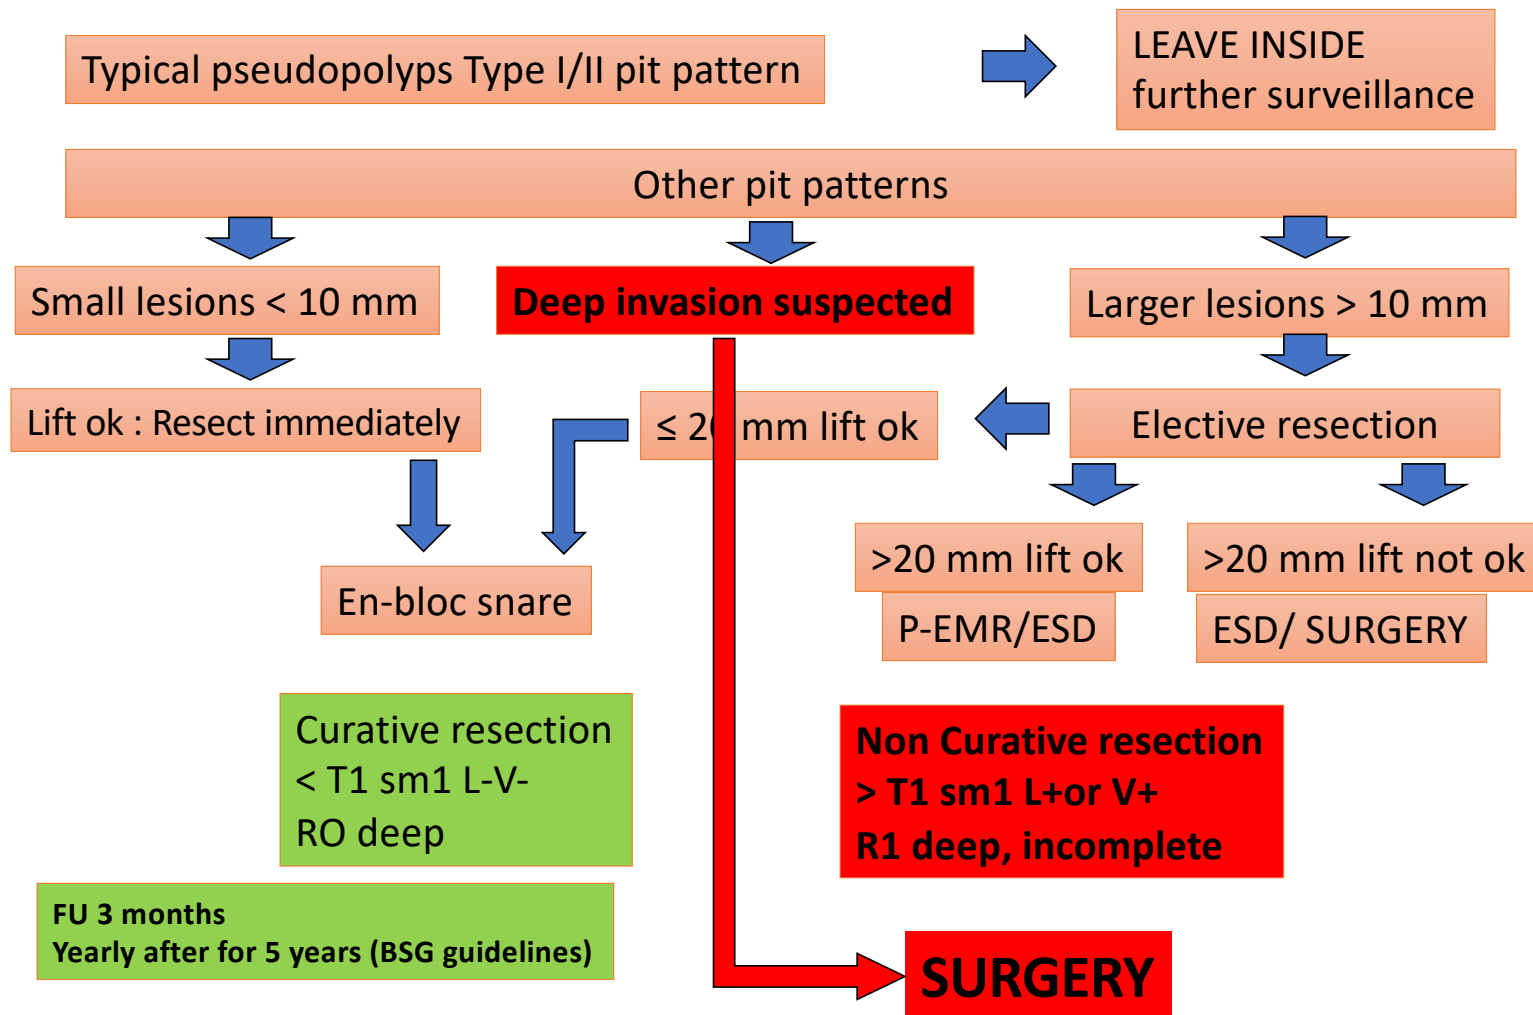 Typical pseudopolyps Type I/II pit pattern
LEAVE INSIDE
further surveillance
Other pit patterns
Small lesions < 10 mm
Deep invasion suspected
Larger lesions > 10 mm
Lift ok : Resect immediately
≤ 20 mm lift ok
Elective resection
En-bloc snare
>20 mm lift ok
P-EMR/ESD
>20 mm lift not ok
ESD/ SURGERY
Curative resection
< T1 sm1 L-V-
RO deep
Non Curative resection
> T1 sm1 L+or V+
R1 deep, incomplete
FU 3 months
Yearly after for 5 years (BSG guidelines)
SURGERY